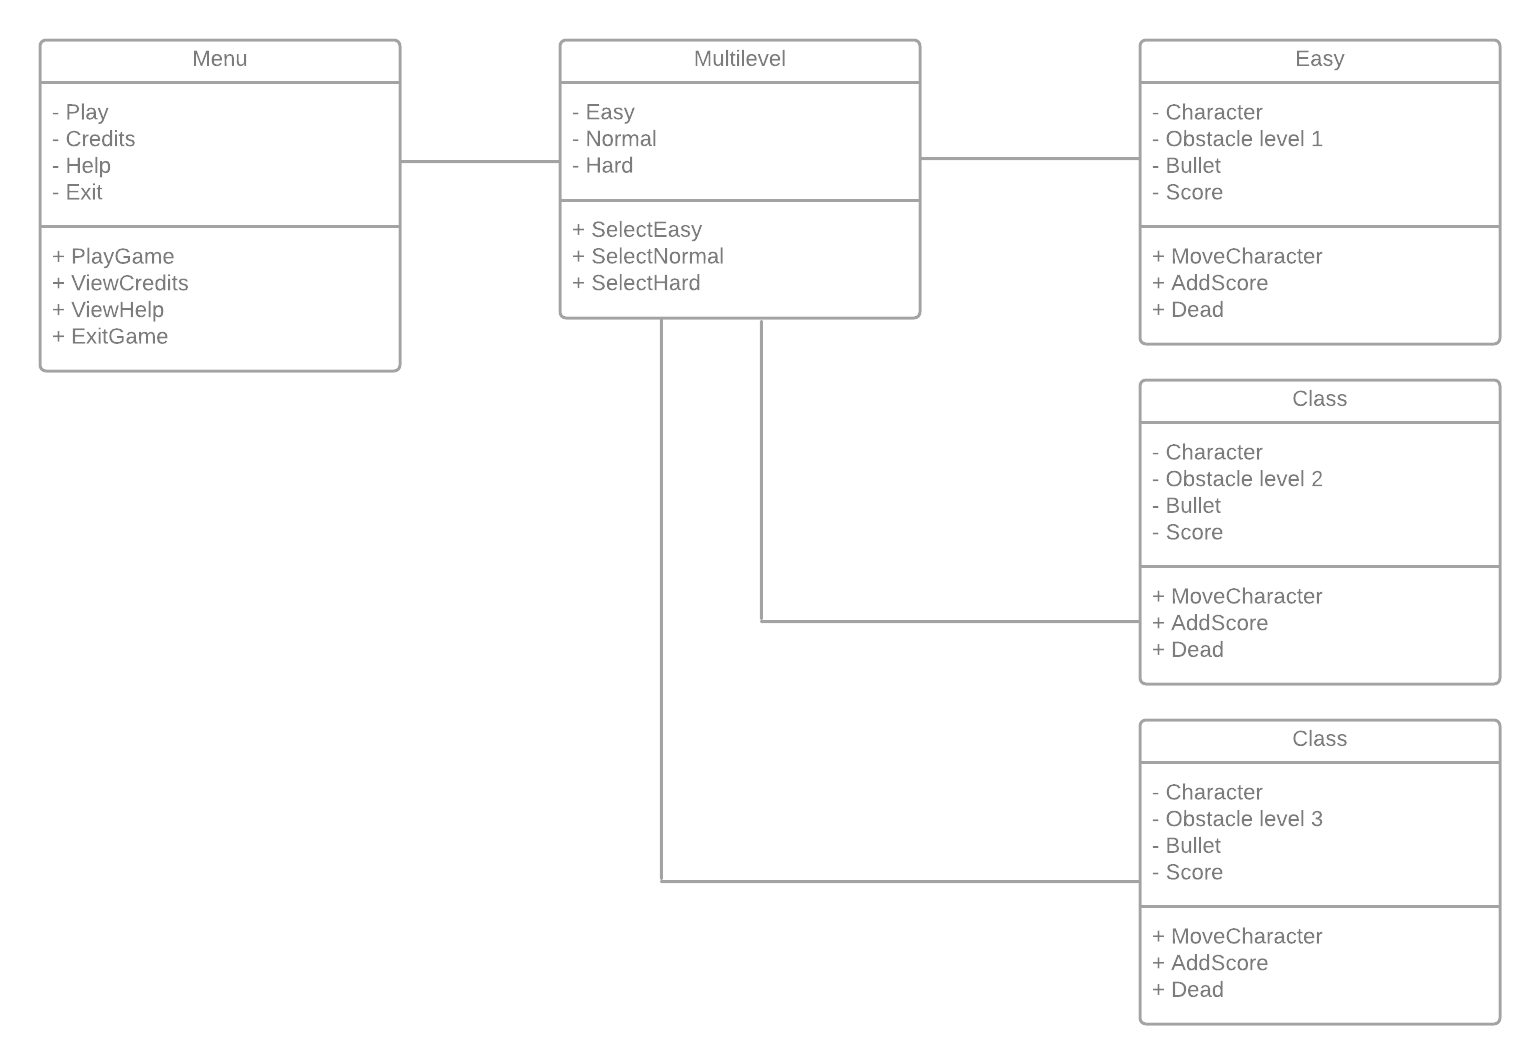 Menu
- Play
- Credits
- Help
- Exit
+ PlayGame
+ ViewCredits
+ ViewHelp
+ ExitGame
Multilevel
- Easy
- Normal
- Hard
+ SelectEasy
+ SelectNormal
+ SelectHard
Easy
- Character
- Obstacle level 1
- Bullet
- Score
+ MoveCharacter
+ AddScore
+ Dead
Class
- Character
- Obstacle level 2
- Bullet
- Score
+ MoveCharacter
+ AddScore
+ Dead
Class
- Character
- Obstacle level 3
- Bullet
- Score
+ MoveCharacter
+ AddScore
+ Dead